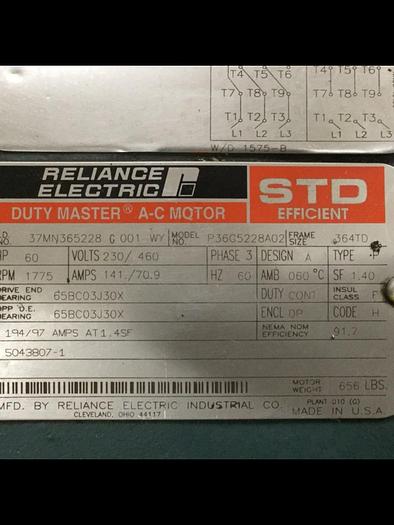 T4 T5 T6
T7 T8 T9 T7 T8 T9
T1 T2 T3 T1 T2 T3
L1 L2 L3 L1 L2 L3
W/D 1575-B
RELIANCE
ELECTRIC
STD
EFFICIENT
DUTY MASTER® A-C MOTOR
NO. 37MN365228 G 001 WY MODEL NO. P36G5228A02 FRAME SIZE 364TD
HP 60 VOLTS 230/460 PHASE 3 DESIGN A TYPE P
RPM 1775 AMPS 141./70.9 HZ 60 AMB 060°C SF 1.40
DRIVE END BEARING 65BC03J30X DUTY CONT INSUL CLASS F
OPP D.E. BEARING 65BC03J30X ENCL DP CODE H
194/97 AMPS AT1.4SF NEMA NOM EFFICIENCY 91.7
5043807-1
MOTOR WEIGHT 656 LBS.
MFD. BY RELIANCE ELECTRIC INDUSTRIAL CO. PLANT 010 (G)
CLEVELAND, OHIO 44117 MADE IN U.S.A